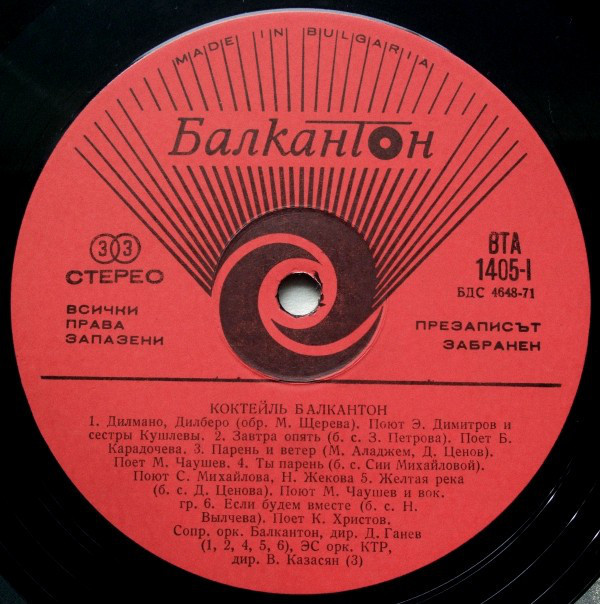 MADE IN BULGARIA
Балкантон
33
СТЕРЕО
ВСИЧКИ
ПРАВА
ЗАПАЗЕНИ
ВТА
1405-I
БДС 4648-71
ПРЕЗАПИСЪТ
ЗАБРАНЕН
КОКТЕЙЛЬ БАЛКАНТОН
1. Дилмано, Дилберо (обр. М. Щерева). Поют Э. Димитров и
сестры Кушлевы. 2. Завтра опять (б. с. З. Петрова). Поет Б.
Карадочева. 3. Парень и ветер (М. Аладжем, Д. Ценов).
Поет М. Чаушев. 4. Ты парень (б. с. Сии Михайловой).
Поют С. Михайлова, Н. Жекова 5. Желтая река
(б. с. Д. Ценова). Поют М. Чаушев и вок.
гр. 6. Если будем вместе (б. с. Н.
Вылчева). Поет К. Христов.
Сопр. орк. Балкантон, дир. Д. Ганев
(1, 2, 4, 5, 6), ЭС орк. КТР,
дир. В. Казасян (3)